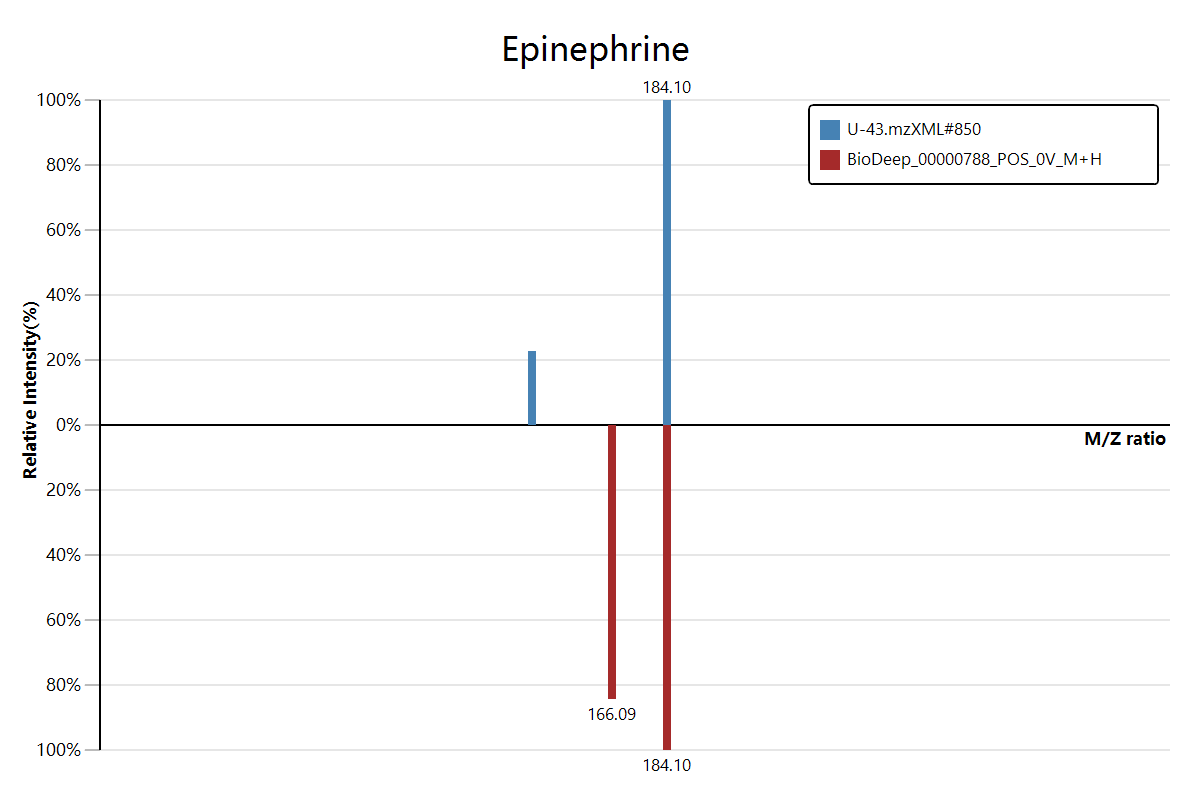 Epinephrine
184.10
100%
80%
60%
40%
20%
0%
20%
40%
60%
80%
100%
Relative Intensity(%)
U-43.mzXML#850
BioDeep_00000788_POS_0V_M+H
M/Z ratio
166.09
184.10